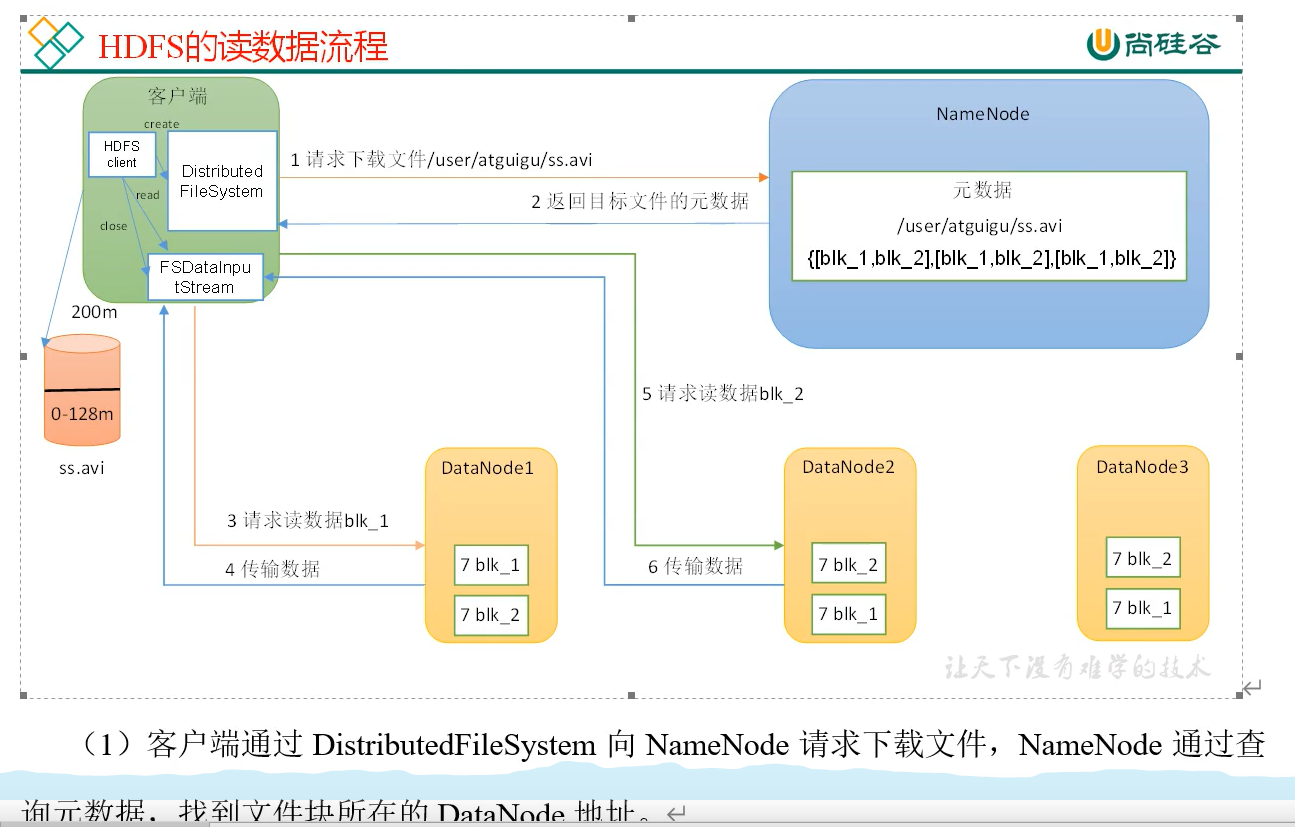 HDFS的读数据流程
尚硅谷
客户端
create
HDFS
client
Distributed
FileSystem
read
close
FSDataInpu
tStream
1 请求下载文件/user/atguigu/ss.avi
2 返回目标文件的元数据
NameNode
元数据
/user/atguigu/ss.avi
{[blk_1,blk_2],[blk_1,blk_2],[blk_1,blk_2]}
200m
0-128m
ss.avi
5 请求读数据blk_2
3 请求读数据blk_1
4 传输数据
6 传输数据
DataNode1
7 blk_1
7 blk_2
DataNode2
7 blk_2
7 blk_1
DataNode3
7 blk_2
7 blk_1
让天下没有难学的技术
（1）客户端通过 DistributedFileSystem 向 NameNode 请求下载文件，NameNode 通过查
询元数据，找到文件块所在的 DataNode 地址。